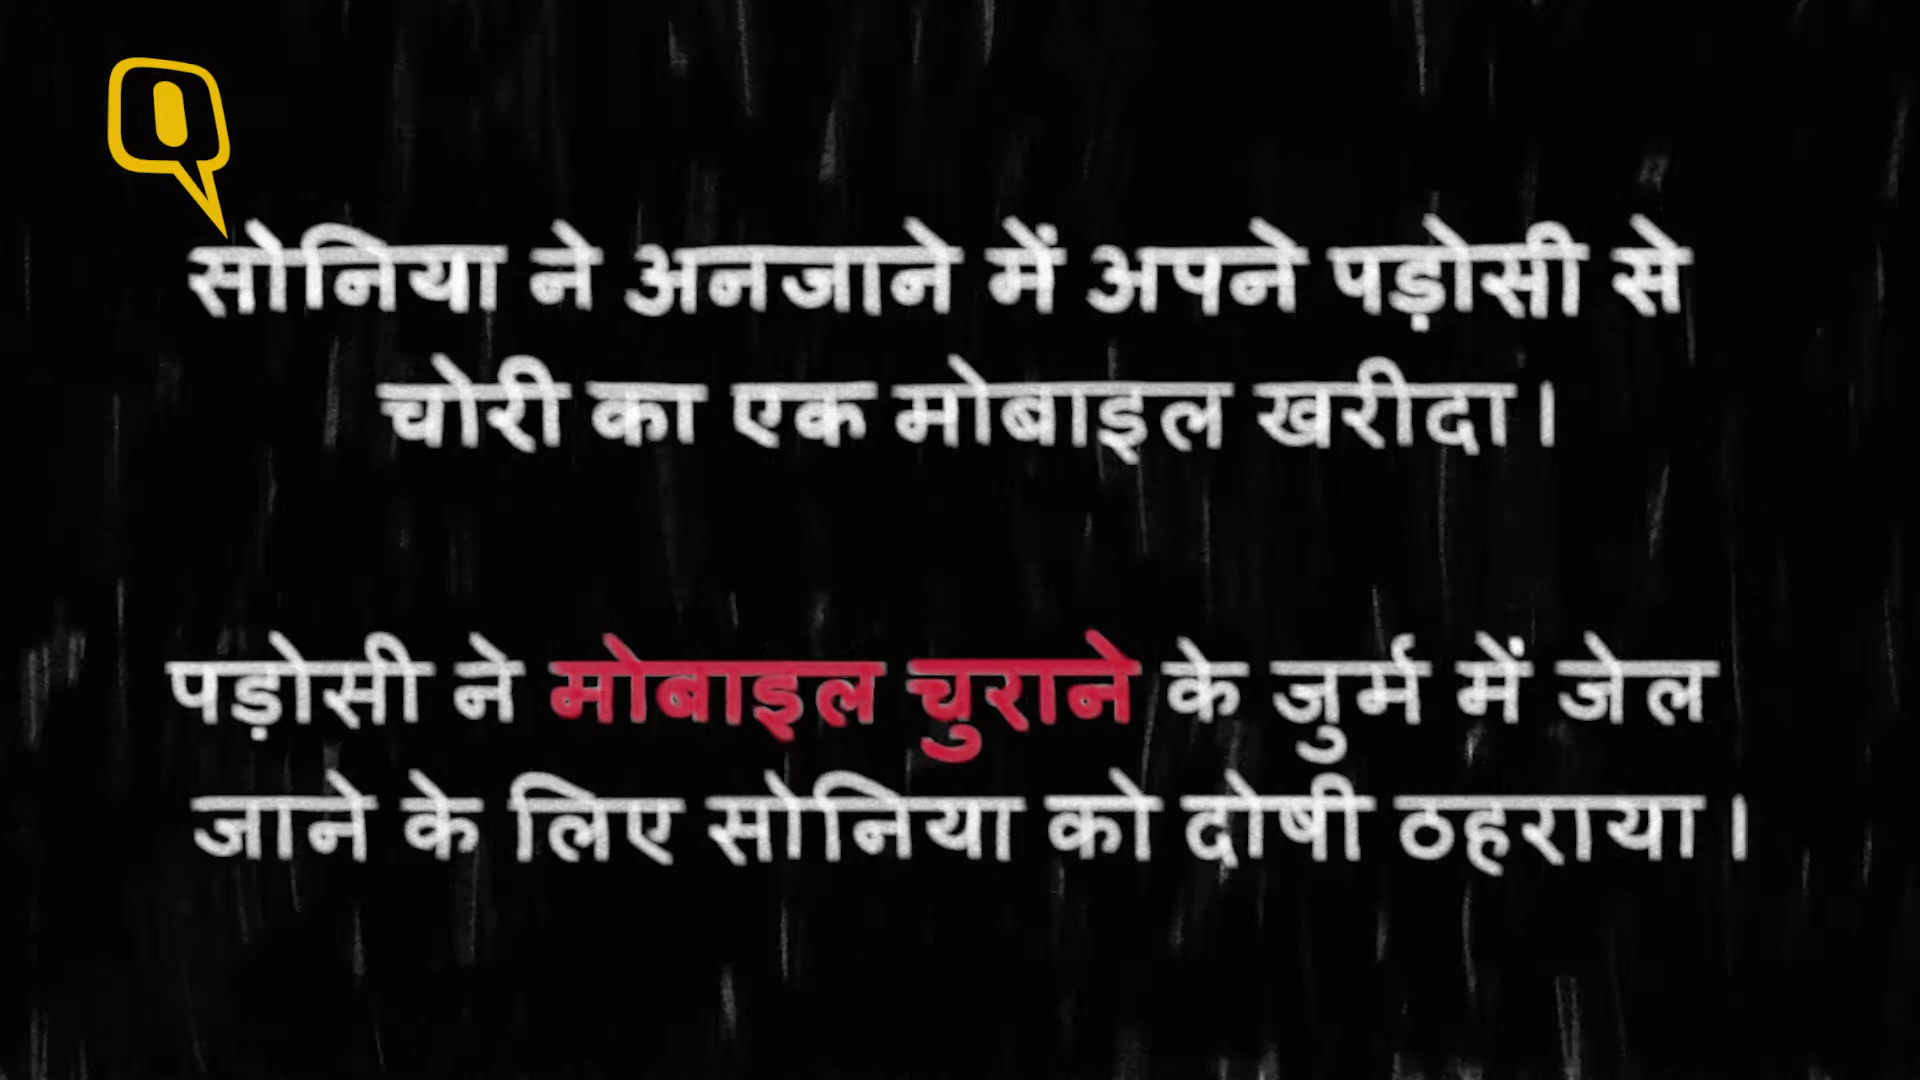 सोनिया ने अनजाने में अपने पड़ोसी से
चोरी का एक मोबाइल खरीदा।
पड़ोसी ने मोबाइल चुराने के जुर्म में जेल
जाने के लिए सोनिया को दोषी ठहराया।